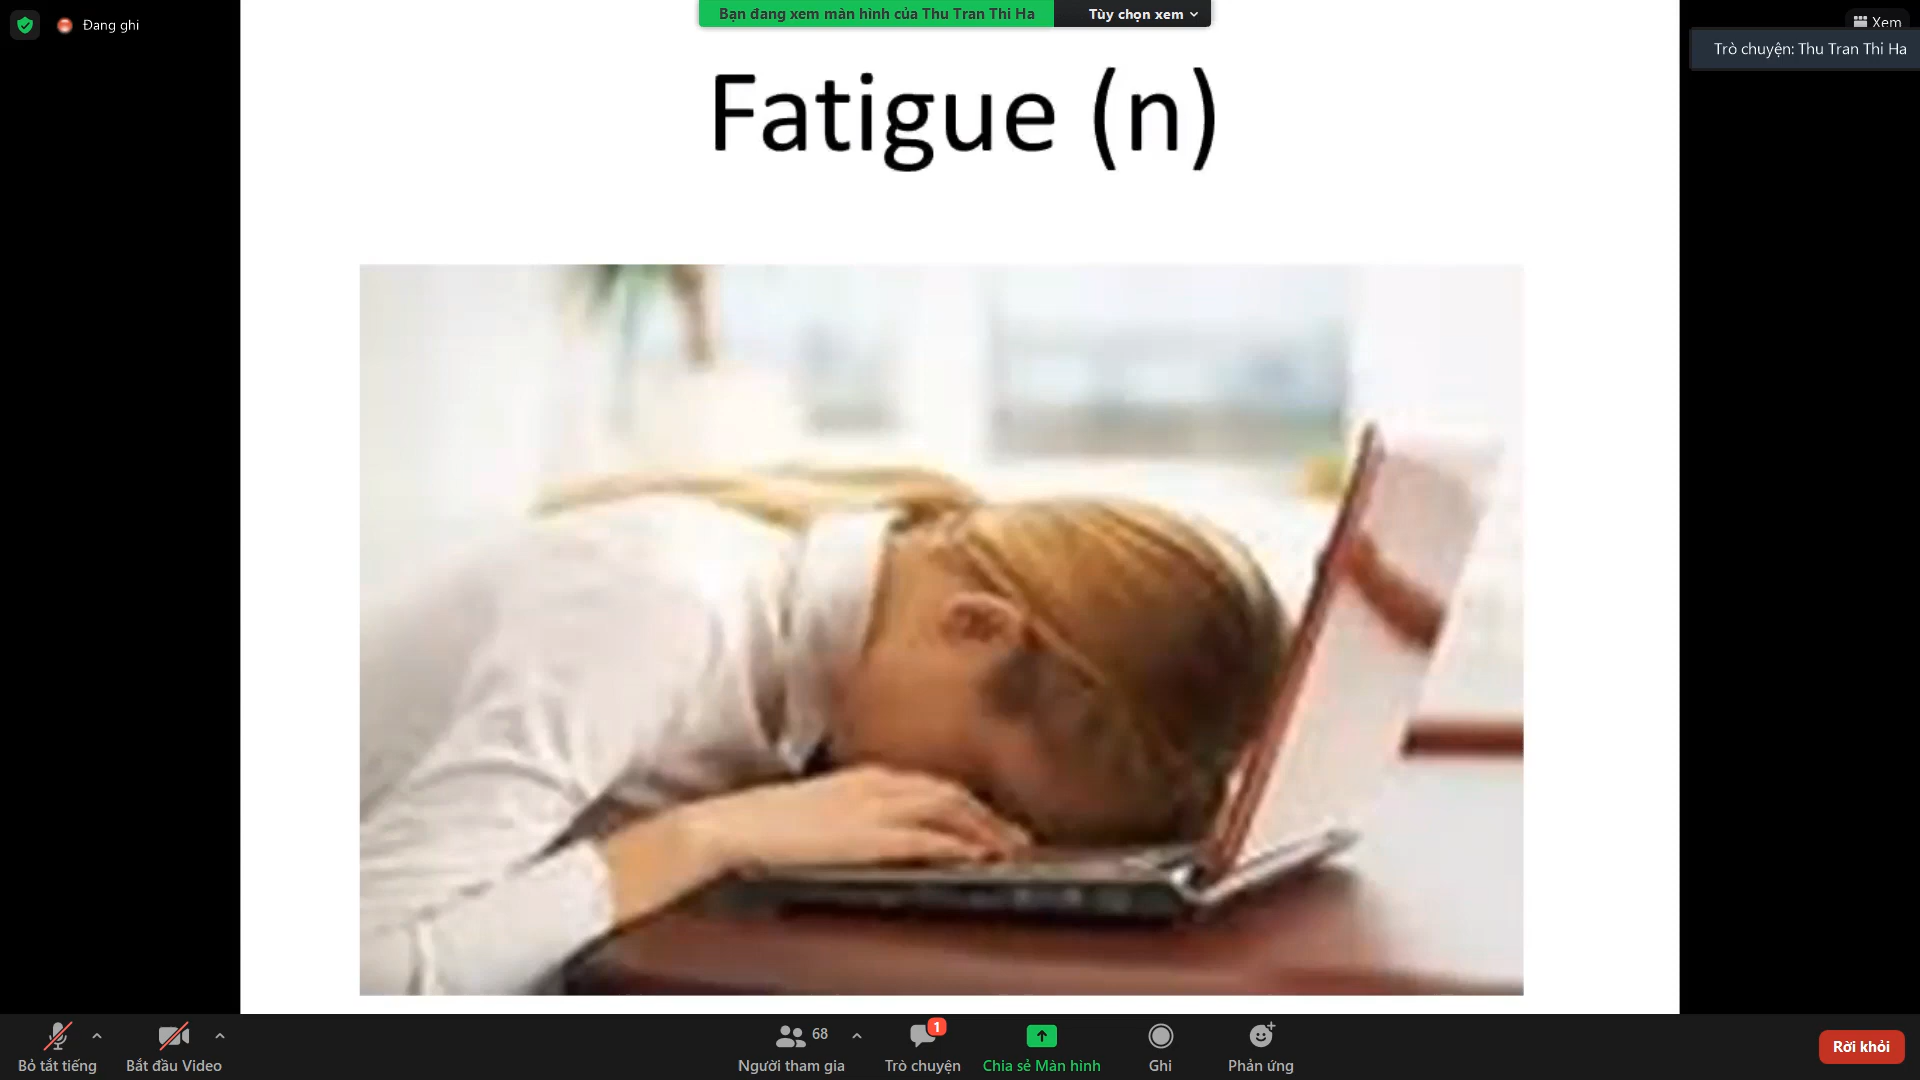 Đang ghi
Bạn đang xem màn hình của Thu Tran Thi Ha
Tùy chọn xem
Xem
Trò chuyện: Thu Tran Thi Ha
Fatigue (n)
Bỏ tắt tiếng
Bắt đầu Video
68
Người tham gia
1
Trò chuyện
Chia sẻ Màn hình
Ghi
Phản ứng
Rời khỏi